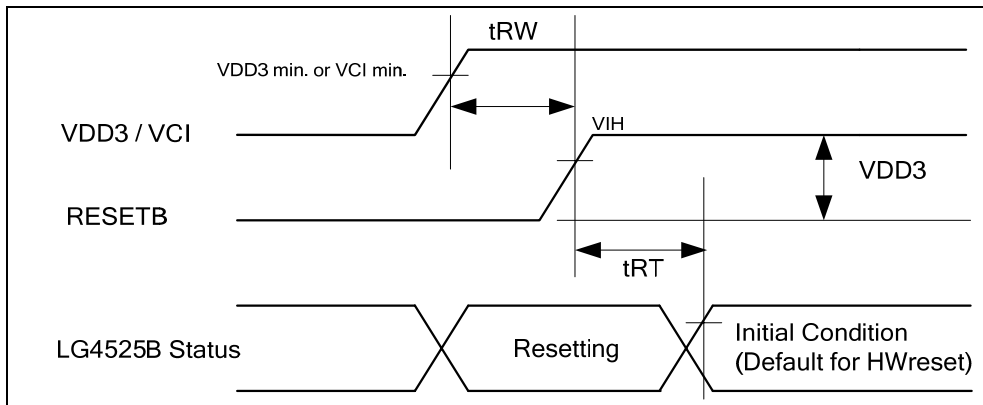 tRW
VDD3 min. or VCI min.
VDD3 / VCI
VIH
VDD3
RESETB
tRT
LG4525B Status
Resetting
Initial Condition
(Default for HWreset)